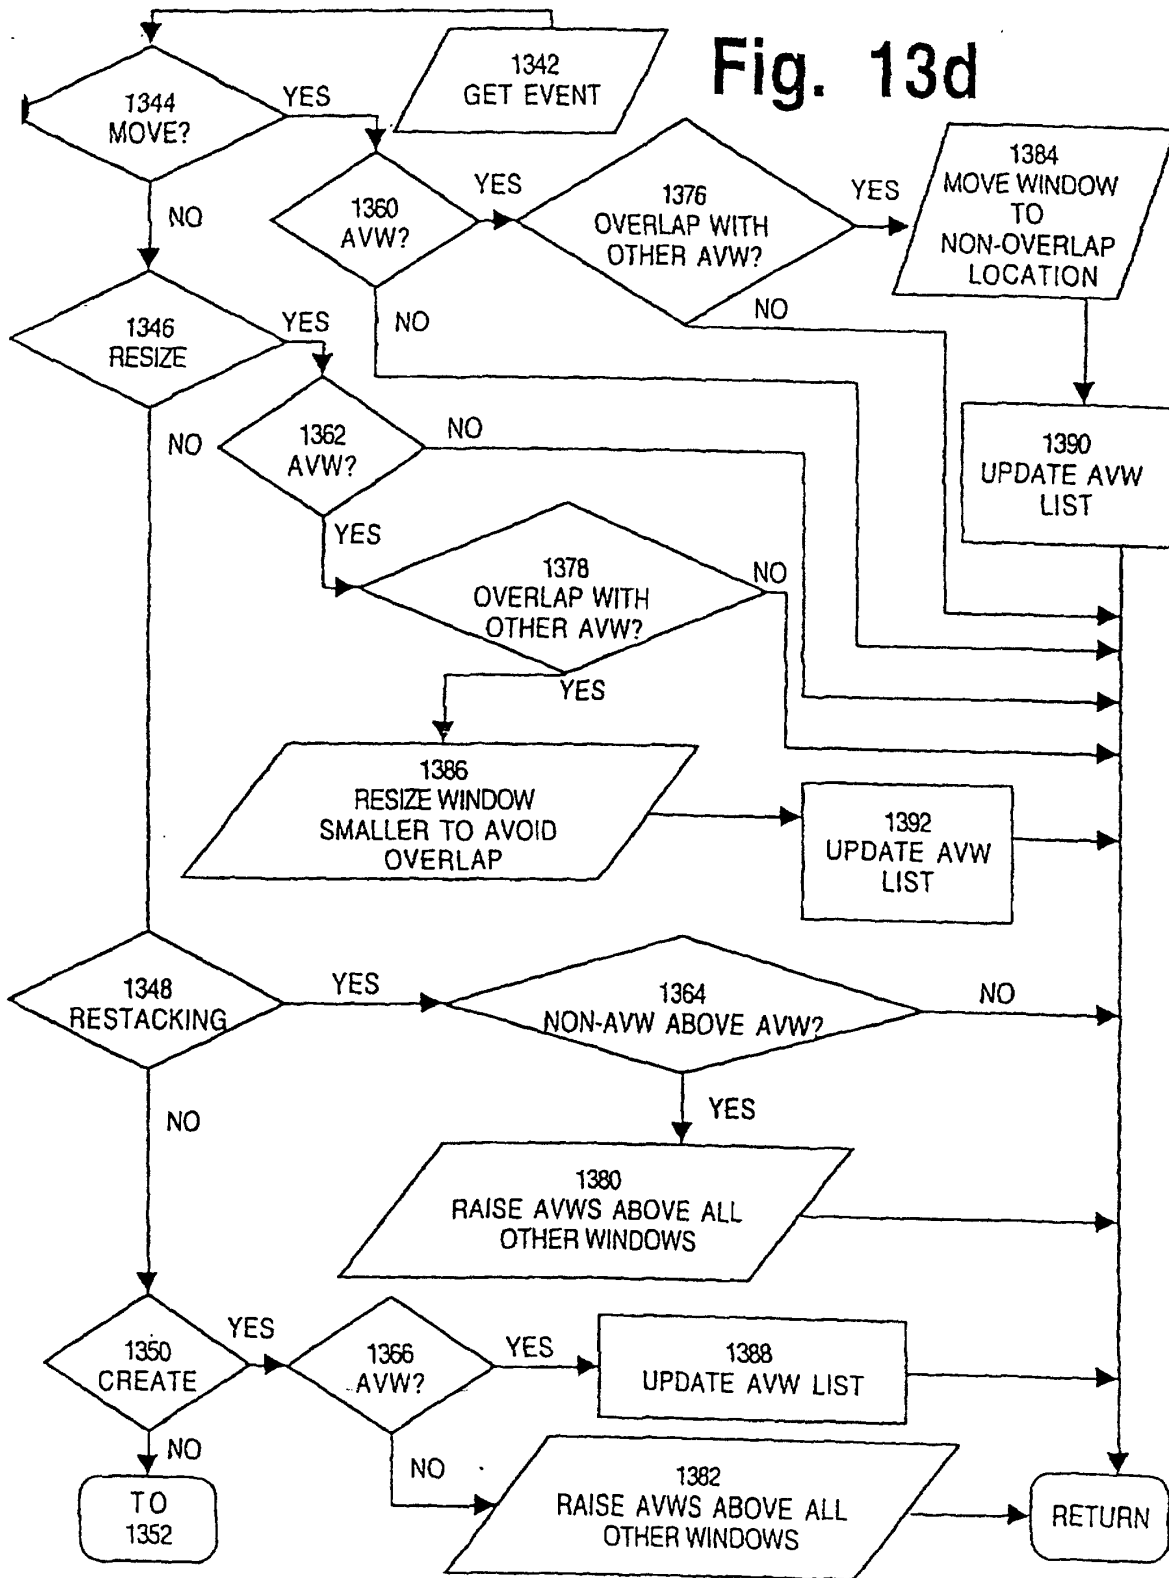 Fig. 13d
1342
GET EVENT
1344
MOVE?
YES
NO
1360
AVW?
YES
NO
1376
OVERLAP WITH
OTHER AVW?
YES
NO
1384
MOVE WINDOW
TO
NON-OVERLAP
LOCATION
1390
UPDATE AVW
LIST
1346
RESIZE
YES
NO
1362
AVW?
NO
YES
1378
OVERLAP WITH
OTHER AVW?
NO
YES
1386
RESIZE WINDOW
SMALLER TO AVOID
OVERLAP
1392
UPDATE AVW
LIST
1348
RESTACKING
YES
NO
1364
NON-AVW ABOVE AVW?
NO
YES
1380
RAISE AVWS ABOVE ALL
OTHER WINDOWS
1350
CREATE
YES
NO
1366
AVW?
YES
NO
1388
UPDATE AVW LIST
1382
RAISE AVWS ABOVE ALL
OTHER WINDOWS
TO
1352
RETURN